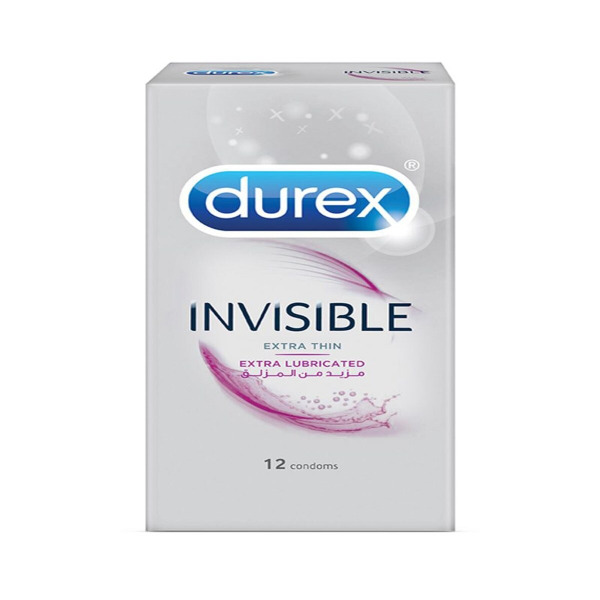 durex INVISIBLE
durex®
INVISIBLE
EXTRA THIN
EXTRA LUBRICATED
مزيد من المزلق
12 condoms